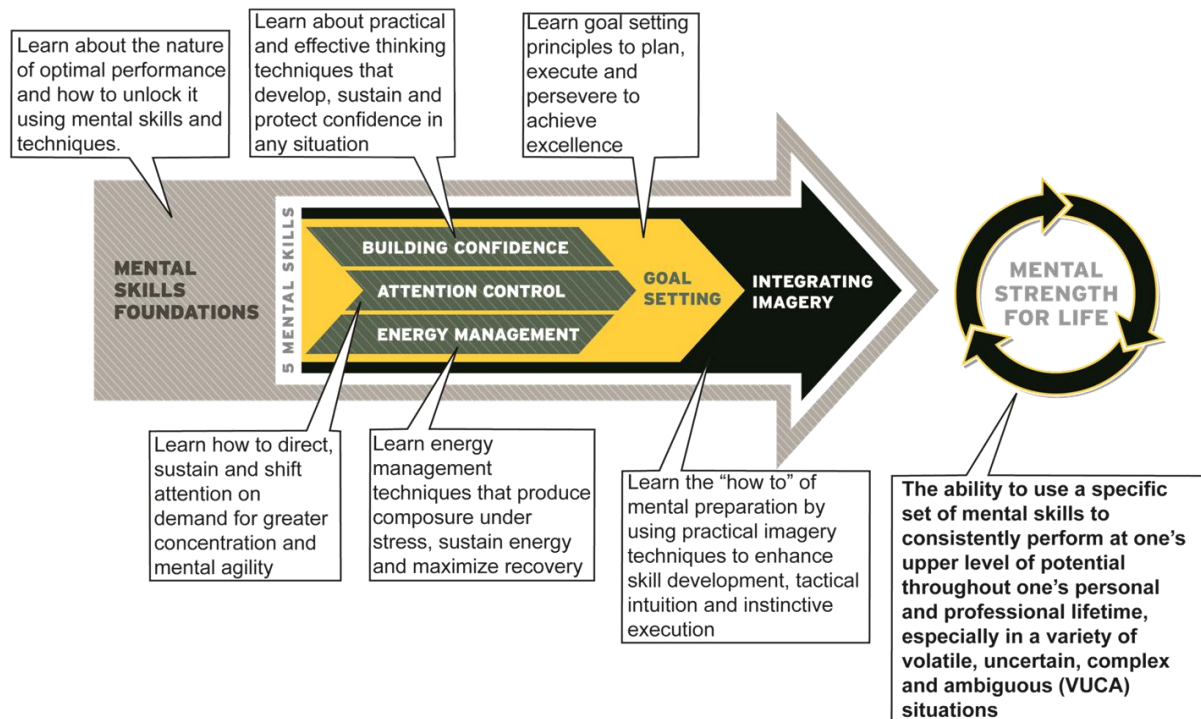 Learn about the nature
of optimal performance
and how to unlock it
using mental skills and
techniques.
Learn about practical
and effective thinking
techniques that
develop, sustain and
protect confidence in
any situation
Learn goal setting
principles to plan,
execute and
persevere to
achieve
excellence
MENTAL
SKILLS
FOUNDATIONS
5 MENTAL SKILLS
BUILDING CONFIDENCE
ATTENTION CONTROL
ENERGY MANAGEMENT
GOAL
SETTING
INTEGRATING
IMAGERY
MENTAL
STRENGTH
FOR LIFE
Learn how to direct,
sustain and shift
attention on
demand for greater
concentration and
mental agility
Learn energy
management
techniques that produce
composure under
stress, sustain energy
and maximize recovery
Learn the “how to” of
mental preparation by
using practical imagery
techniques to enhance
skill development, tactical
intuition and instinctive
execution
The ability to use a specific
set of mental skills to
consistently perform at one’s
upper level of potential
throughout one’s personal
and professional lifetime,
especially in a variety of
volatile, uncertain, complex
and ambiguous (VUCA)
situations